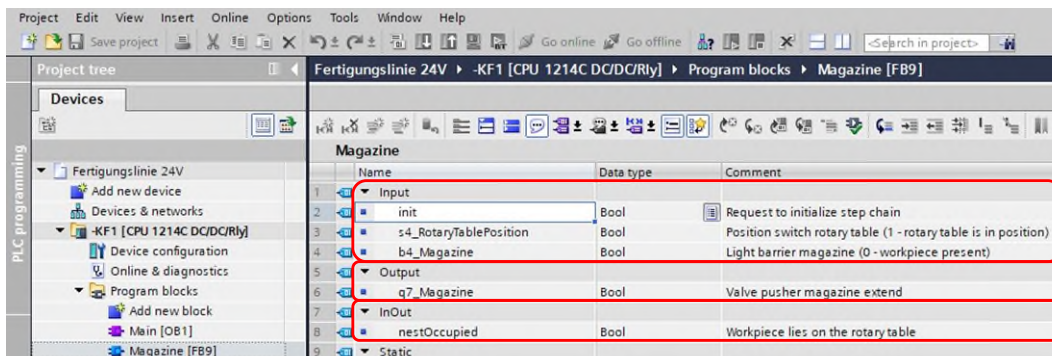 Project Edit View Insert Online Options Tools Window Help
Save project Go online Go offline <Search in project>
Project tree
Fertigungslinie 24V ▸ -KF1 [CPU 1214C DC/DC/Rly] ▸ Program blocks ▸ Magazine [FB9]
Devices
PLC programming
Magazine
Name Data type Comment
Fertigungslinie 24V
Add new device
Devices & networks
-KF1 [CPU 1214C DC/DC/Rly]
Device configuration
Online & diagnostics
Program blocks
Add new block
Main [OB1]
Magazine [FB9]
1 Input
2 init Bool Request to initialize step chain
3 s4_RotaryTablePosition Bool Position switch rotary table (1 - rotary table is in position)
4 b4_Magazine Bool Light barrier magazine (0 - workpiece present)
5 Output
6 q7_Magazine Bool Valve pusher magazine extend
7 InOut
8 nestOccupied Bool Workpiece lies on the rotary table
9 Static